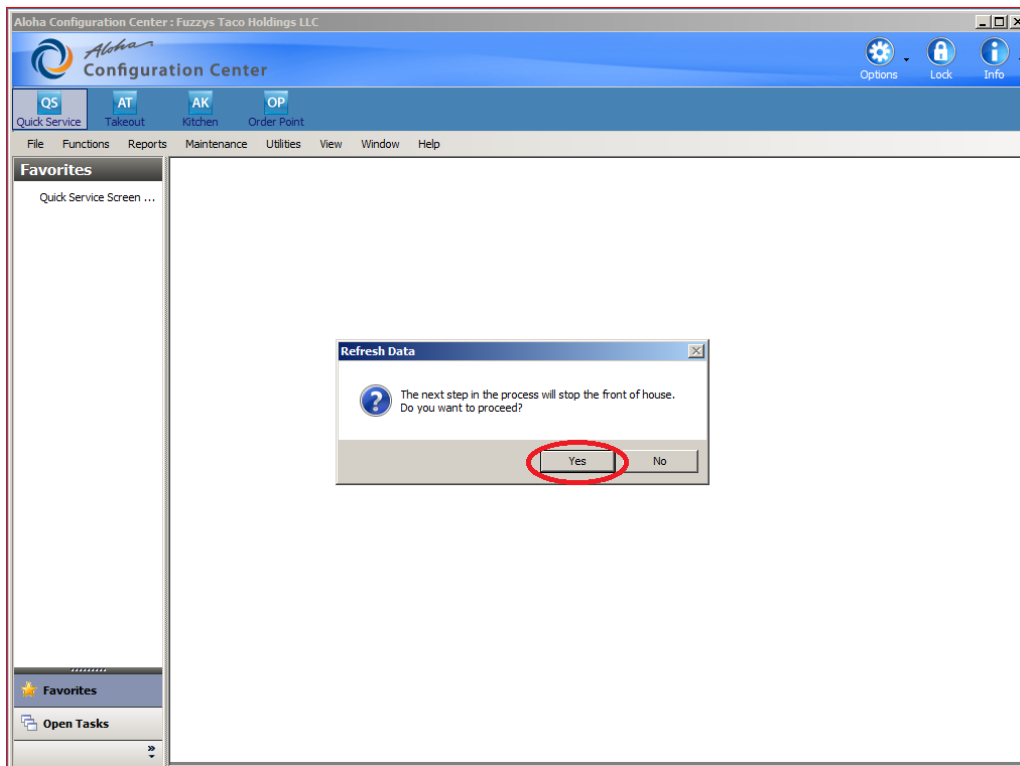 Aloha Configuration Center : Fuzzys Taco Holdings LLC
Aloha
Configuration Center
Options
Lock
Info
QS
Quick Service
AT
Takeout
AK
Kitchen
OP
Order Point
File Functions Reports Maintenance Utilities View Window Help
Favorites
Quick Service Screen ...
Refresh Data
The next step in the process will stop the front of house.
Do you want to proceed?
Yes No
Favorites
Open Tasks